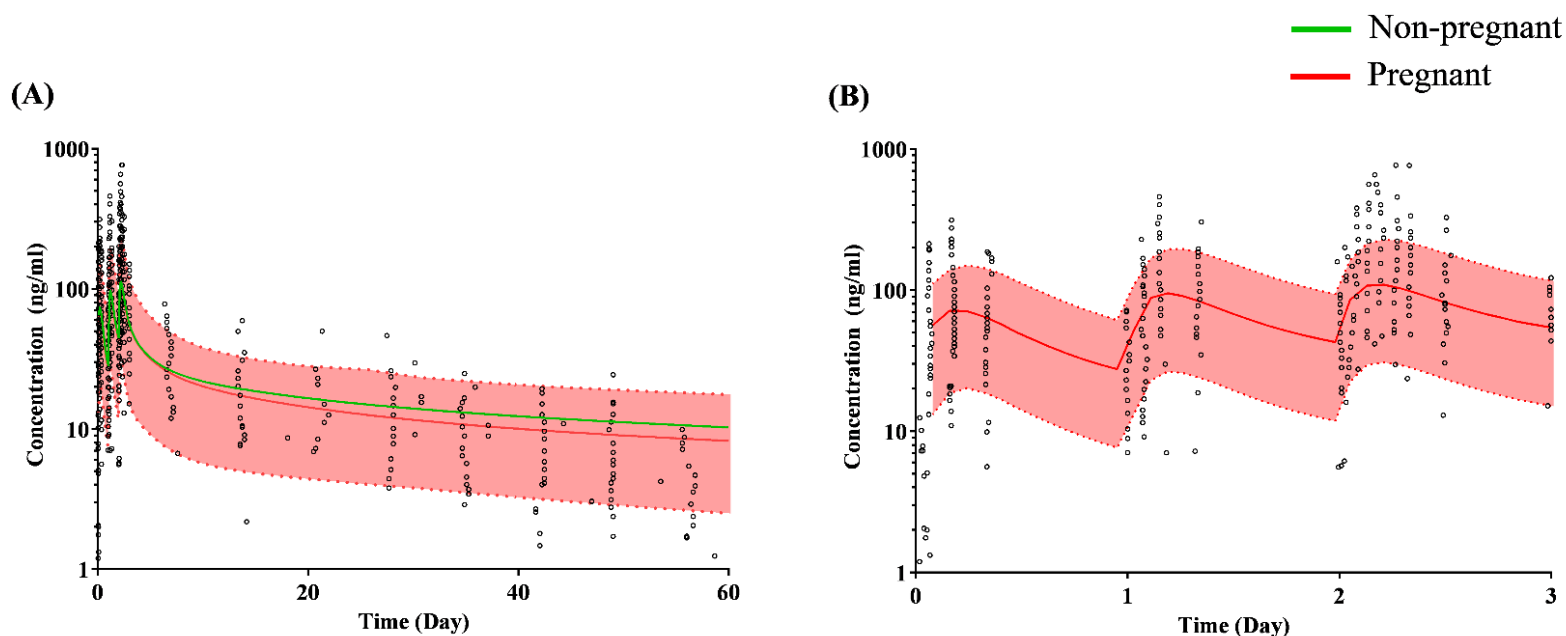 Non-pregnant
Pregnant
(A)
(B)
Concentration (ng/ml)
1000
100
10
1
0
20
40
60
Time (Day)
Concentration (ng/ml)
1000
100
10
1
0
1
2
3
Time (Day)